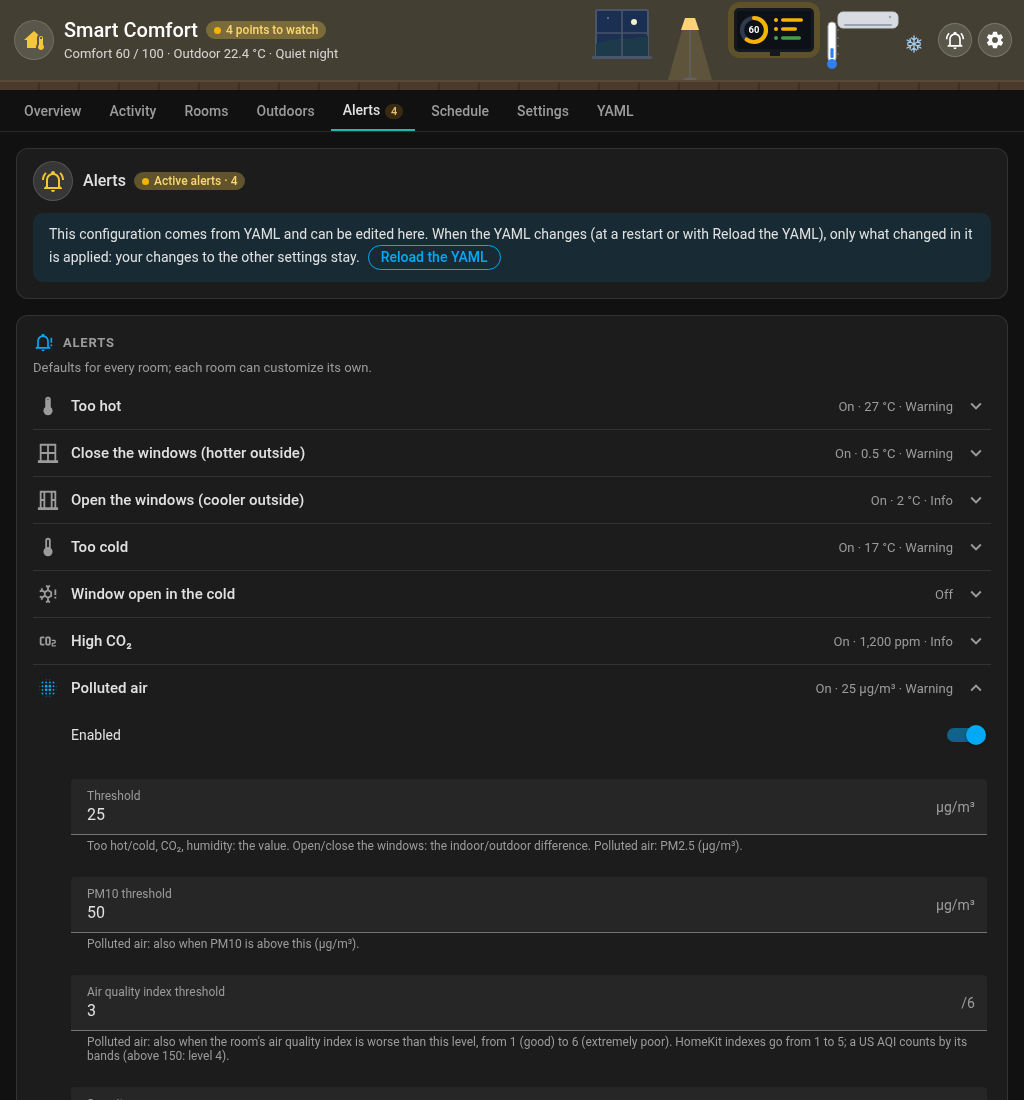 Smart Comfort
4 points to watch
Comfort 60 / 100 · Outdoor 22.4 °C · Quiet night
60
Overview
Activity
Rooms
Outdoors
Alerts 4
Schedule
Settings
YAML
Alerts
Active alerts · 4
This configuration comes from YAML and can be edited here. When the YAML changes (at a restart or with Reload the YAML), only what changed in it
is applied: your changes to the other settings stay. Reload the YAML
ALERTS
Defaults for every room; each room can customize its own.
Too hot
On · 27 °C · Warning
Close the windows (hotter outside)
On · 0.5 °C · Warning
Open the windows (cooler outside)
On · 2 °C · Info
Too cold
On · 17 °C · Warning
Window open in the cold
Off
CO2
High CO₂
On · 1,200 ppm · Info
Polluted air
On · 25 µg/m³ · Warning
Enabled
Threshold
25
µg/m³
Too hot/cold, CO₂, humidity: the value. Open/close the windows: the indoor/outdoor difference. Polluted air: PM2.5 (µg/m³).
PM10 threshold
50
µg/m³
Polluted air: also when PM10 is above this (µg/m³).
Air quality index threshold
3
/6
Polluted air: also when the room's air quality index is worse than this level, from 1 (good) to 6 (extremely poor). HomeKit indexes go from 1 to 5; a US AQI counts by its
bands (above 150: level 4).